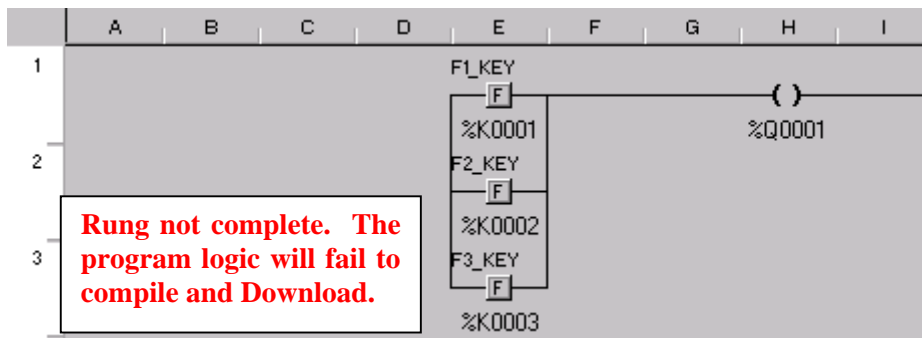 A B C D E F G H I
1
F1_KEY
F
( )
%K0001 %Q0001
2
F2_KEY
F
%K0002
Rung not complete. The
program logic will fail to
compile and Download.
3
F3_KEY
F
%K0003